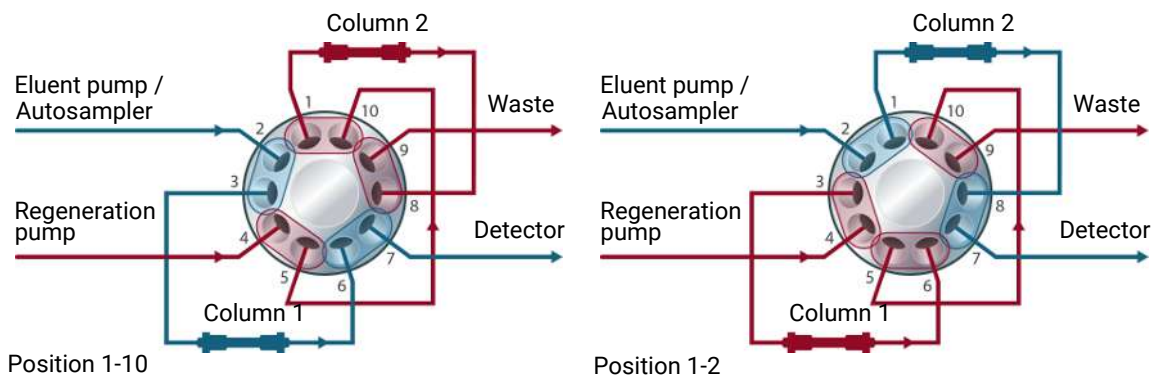 Column 2
Eluent pump /
Autosampler
Waste
1
10
2
9
3
8
Regeneration
pump
4
7
Detector
5
6
Column 1
Position 1-10
Column 2
Eluent pump /
Autosampler
Waste
1
10
2
9
3
8
Regeneration
pump
4
7
Detector
5
6
Column 1
Position 1-2